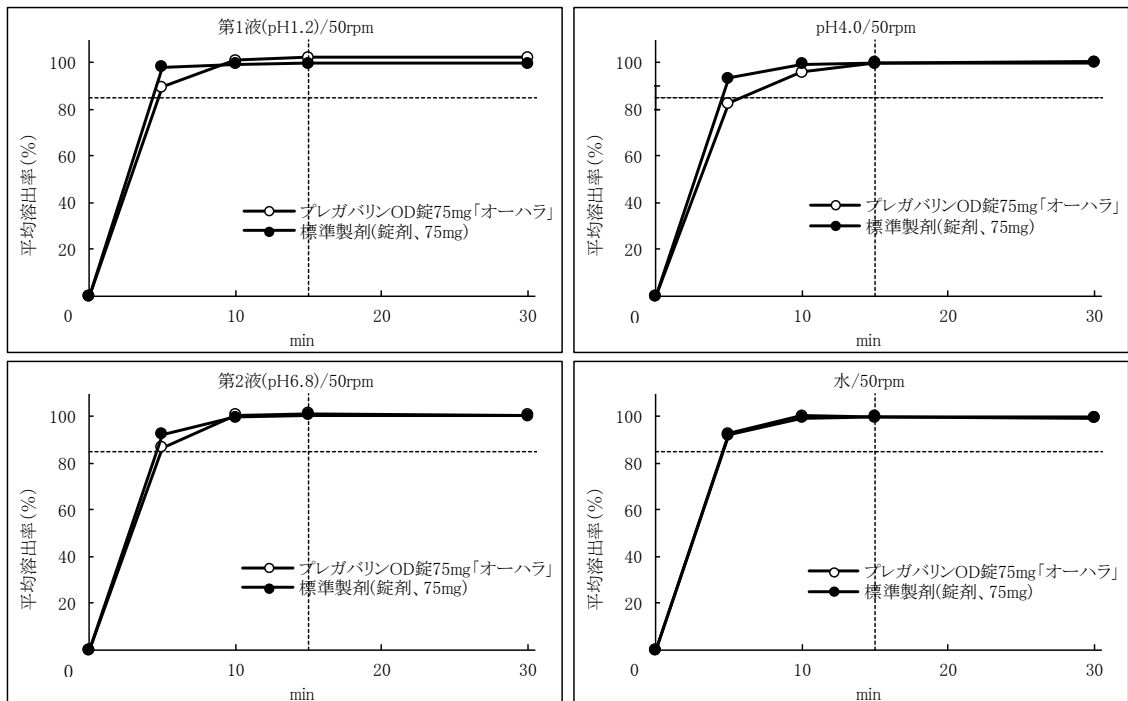 第1液(pH1.2)/50rpm
平均溶出率(%)
100
80
60
40
20
0
10
20
30
min
プレガバリンOD錠75mg「オーハラ」
標準製剤(錠剤、75mg)
pH4.0/50rpm
平均溶出率(%)
100
80
60
40
20
0
10
20
30
min
プレガバリンOD錠75mg「オーハラ」
標準製剤(錠剤、75mg)
第2液(pH6.8)/50rpm
平均溶出率(%)
100
80
60
40
20
0
10
20
30
min
プレガバリンOD錠75mg「オーハラ」
標準製剤(錠剤、75mg)
水/50rpm
平均溶出率(%)
100
80
60
40
20
0
10
20
30
min
プレガバリンOD錠75mg「オーハラ」
標準製剤(錠剤、75mg)